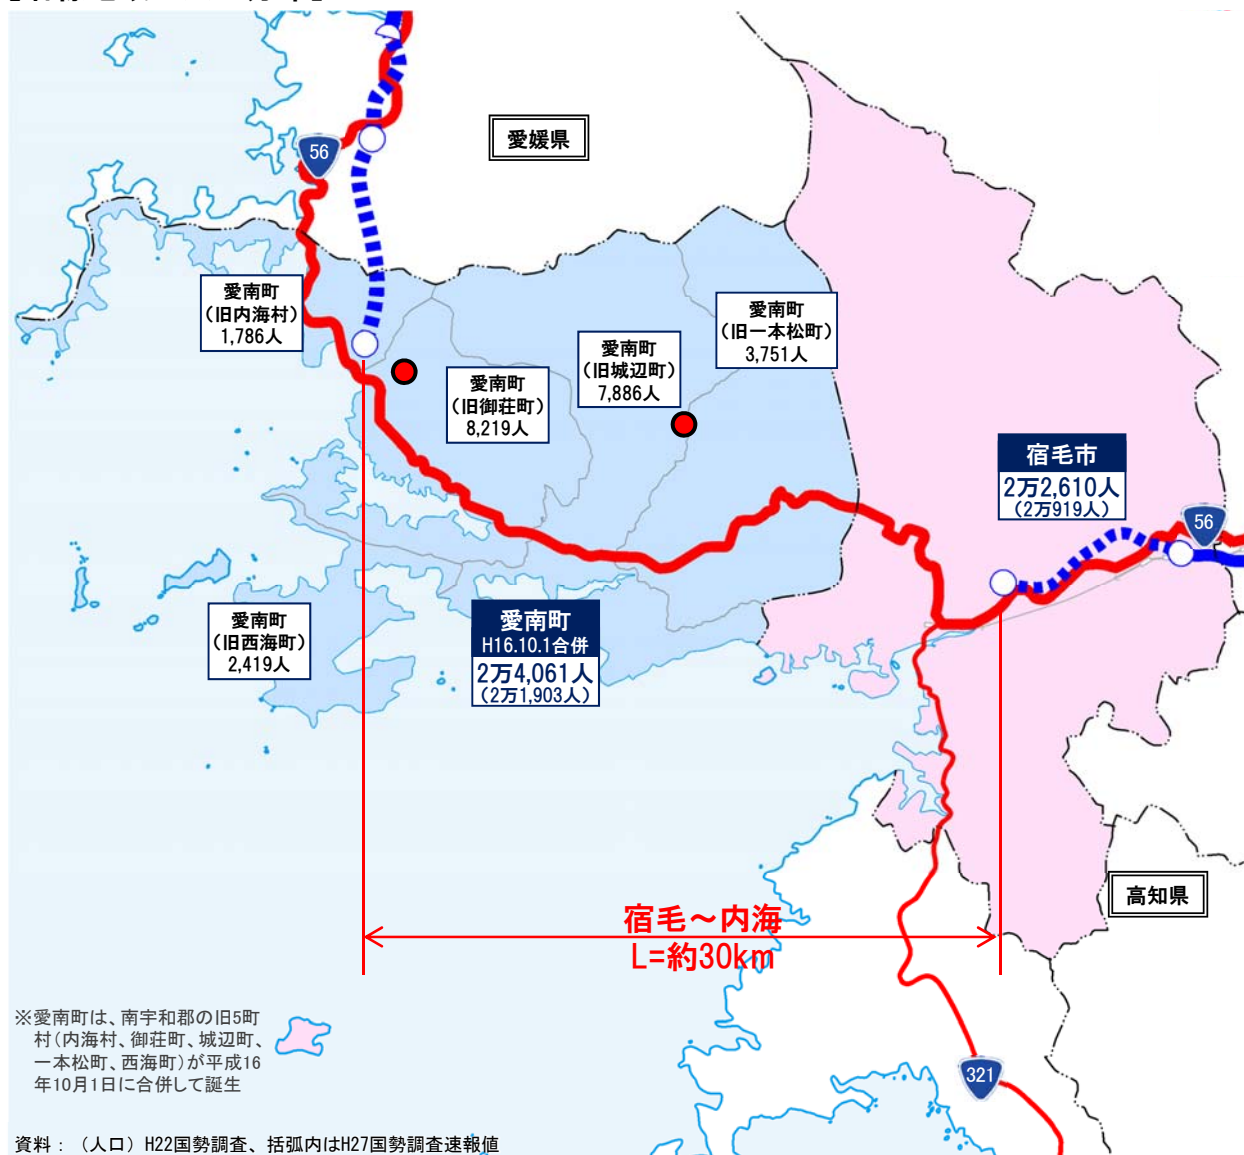 56
愛媛県
愛南町
（旧内海村）
1,786人
愛南町
（旧御荘町）
8,219人
愛南町
（旧城辺町）
7,886人
愛南町
（旧一本松町）
3,751人
宿毛市
2万2,610人
（2万919人）
56
愛南町
（旧西海町）
2,419人
愛南町
H16.10.1合併
2万4,061人
（2万1,903人）
高知県
宿毛～内海
L=約30km
※愛南町は、南宇和郡の旧5町
村（内海村、御荘町、城辺町、
一本松町、西海町）が平成16
年10月1日に合併して誕生
321
資料：（人口）H22国勢調査、括弧内はH27国勢調査速報値